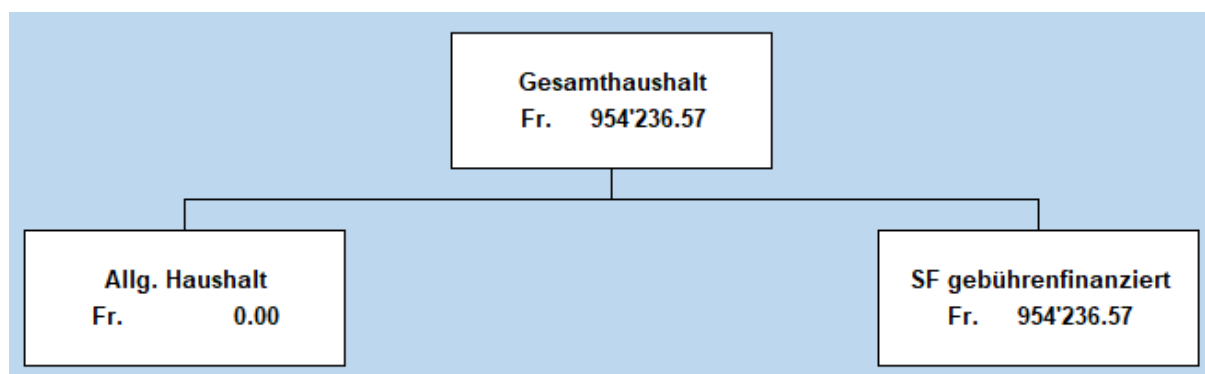 Gesamthaushalt
Fr. 954'236.57
Allg. Haushalt
Fr. 0.00
SF gebührenfinanziert
Fr. 954'236.57